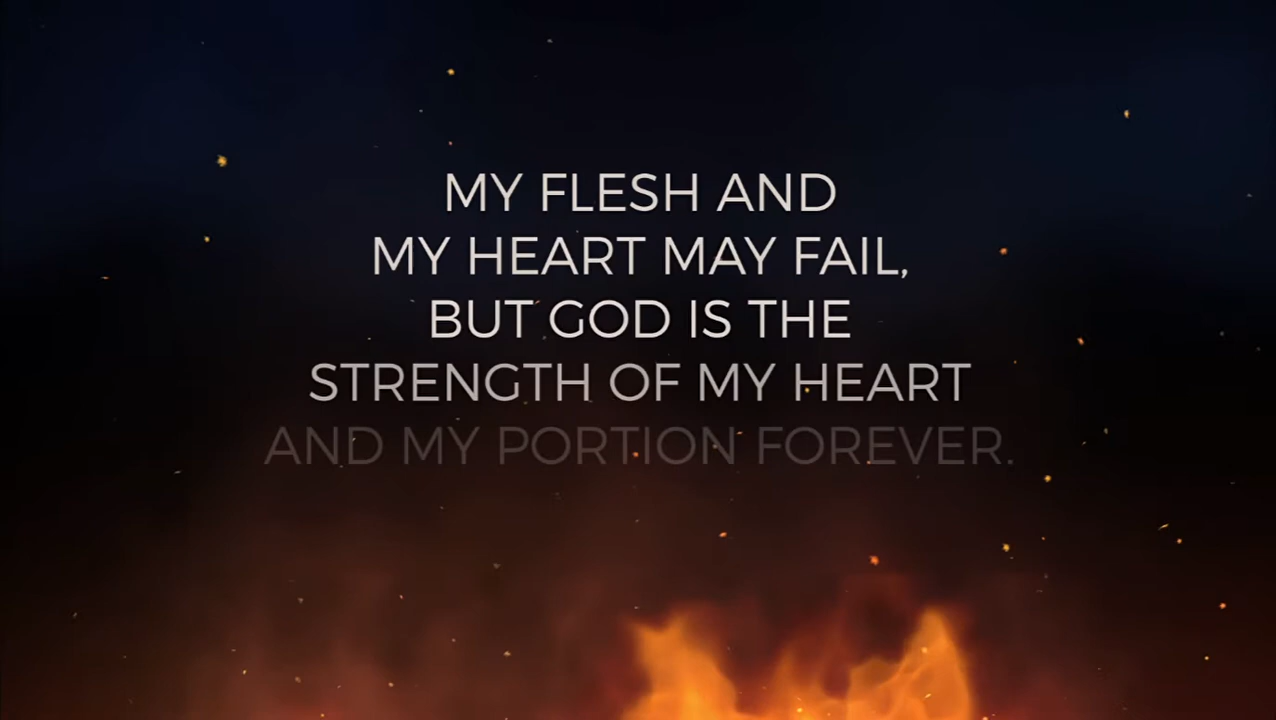 MY FLESH AND
MY HEART MAY FAIL,
BUT GOD IS THE
STRENGTH OF MY HEART
AND MY PORTION FOREVER.